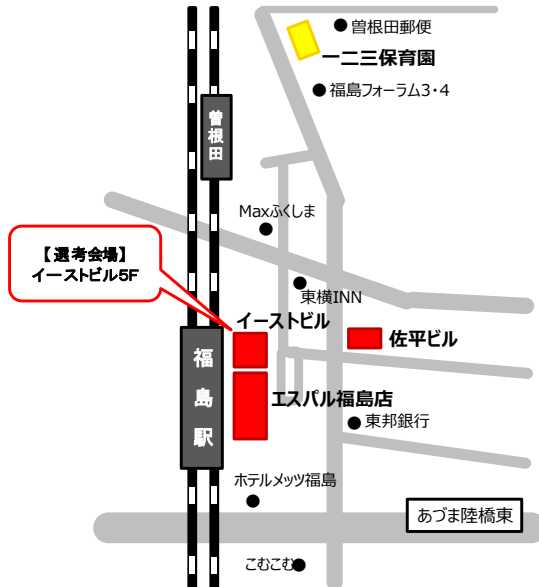 曽根田郵便
一二三保育園
福島フォーラム3・4
曽根田
Maxふくしま
【選考会場】
イーストビル5F
東横INN
イーストビル
佐平ビル
福島駅
エスパル福島店
東邦銀行
ホテルメッツ福島
あづま陸橋東
こむこむ